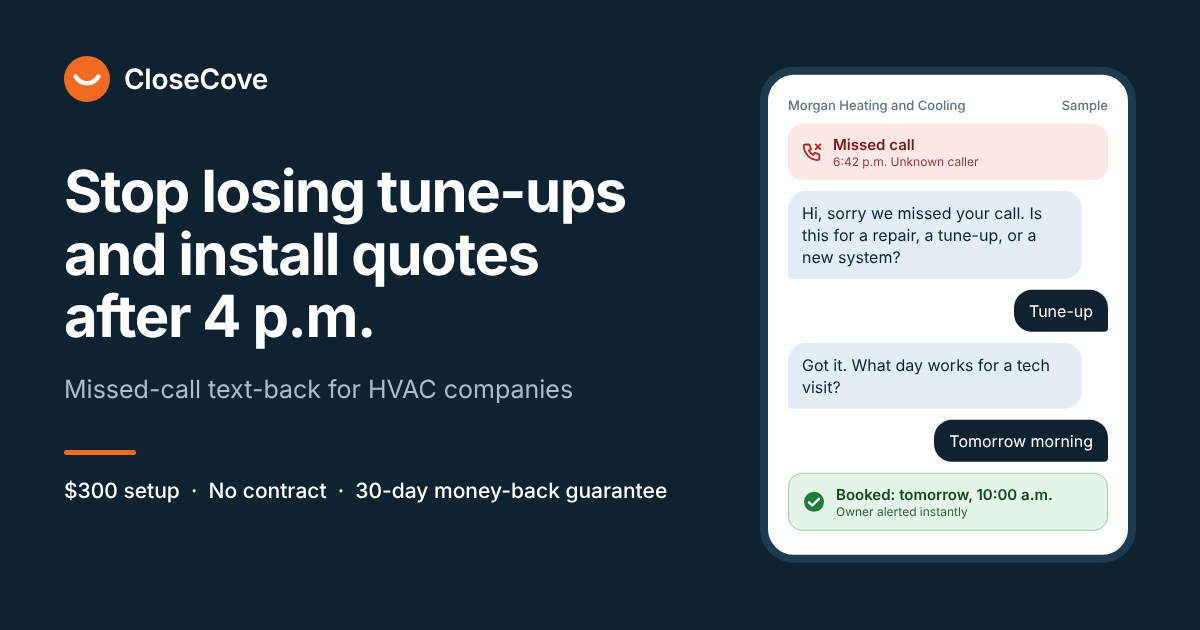 CloseCove
Stop losing tune-ups
and install quotes
after 4 p.m.
Missed-call text-back for HVAC companies
$300 setup · No contract · 30-day money-back guarantee
Morgan Heating and Cooling
Sample
Missed call
6:42 p.m. Unknown caller
Hi, sorry we missed your call. Is
this for a repair, a tune-up, or a
new system?
Tune-up
Got it. What day works for a tech
visit?
Tomorrow morning
Booked: tomorrow, 10:00 a.m.
Owner alerted instantly